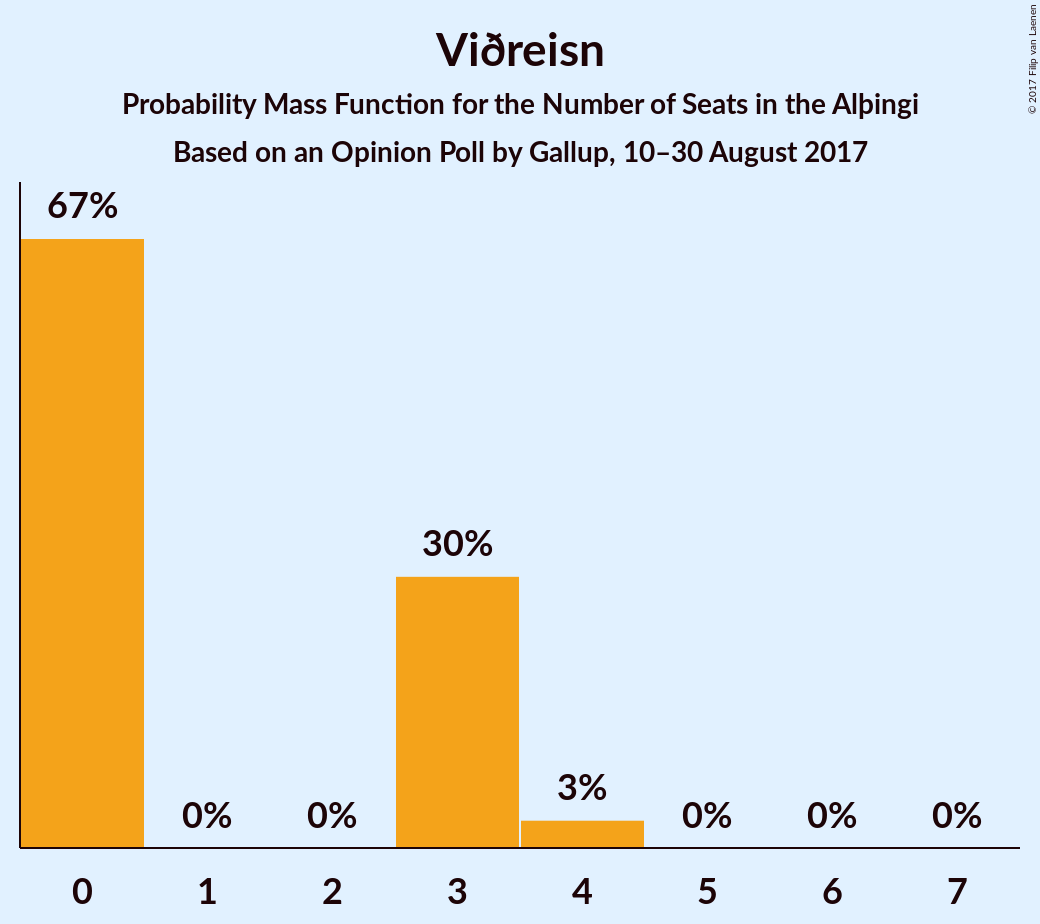 Viðreisn
Probability Mass Function for the Number of Seats in the Alþingi
Based on an Opinion Poll by Gallup, 10–30 August 2017
© 2017 Filip van Laenen
67%
0%
0%
30%
3%
0%
0%
0%
0 1 2 3 4 5 6 7